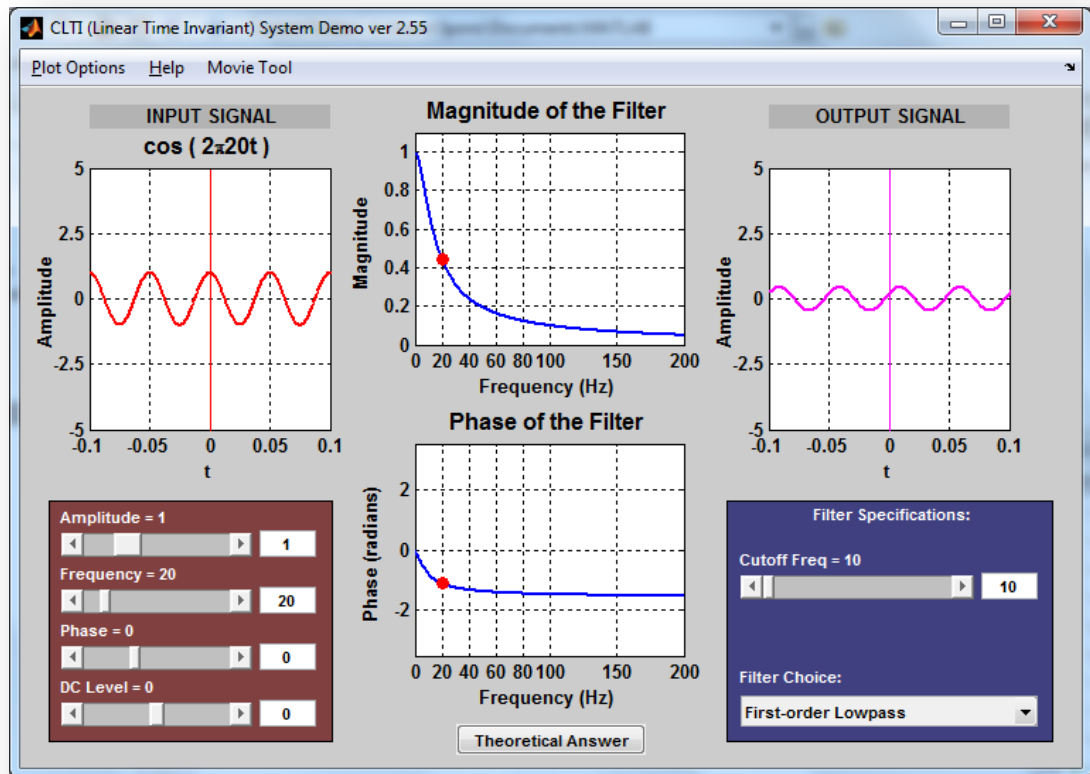 CLTI (Linear Time Invariant) System Demo ver 2.55
Plot Options Help Movie Tool
INPUT SIGNAL
cos ( 2π20t )
Amplitude
5
2.5
0
-2.5
-5
-0.1 -0.05 0 0.05 0.1
t
Magnitude of the Filter
Magnitude
1
0.8
0.6
0.4
0.2
0
0 20 40 60 80 100 150 200
Frequency (Hz)
OUTPUT SIGNAL
Amplitude
5
2.5
0
-2.5
-5
-0.1 -0.05 0 0.05 0.1
t
Phase of the Filter
Phase (radians)
2
0
-2
0 20 40 60 80 100 150 200
Frequency (Hz)
Amplitude = 1
1
Frequency = 20
20
Phase = 0
0
DC Level = 0
0
Theoretical Answer
Filter Specifications:
Cutoff Freq = 10
10
Filter Choice:
First-order Lowpass